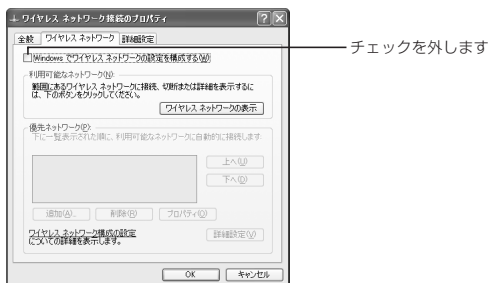 ワイヤレス ネットワーク接続のプロパティ
全般 ワイヤレス ネットワーク 詳細設定
Windows でワイヤレス ネットワークの設定を構成する(W)
チェックを外します
利用可能なネットワーク(N):
範囲にあるワイヤレス ネットワークに接続、切断または詳細を表示するに
は、下のボタンをクリックしてください。
ワイヤレス ネットワークの表示
優先ネットワーク(P):
下に一覧表示された順に、利用可能なネットワークに自動的に接続します:
上へ(U)
下へ(D)
追加(A)... 削除(R) プロパティ(O)
ワイヤレス ネットワーク構成の設定
についての詳細を表示します。
詳細設定(V)
OK キャンセル